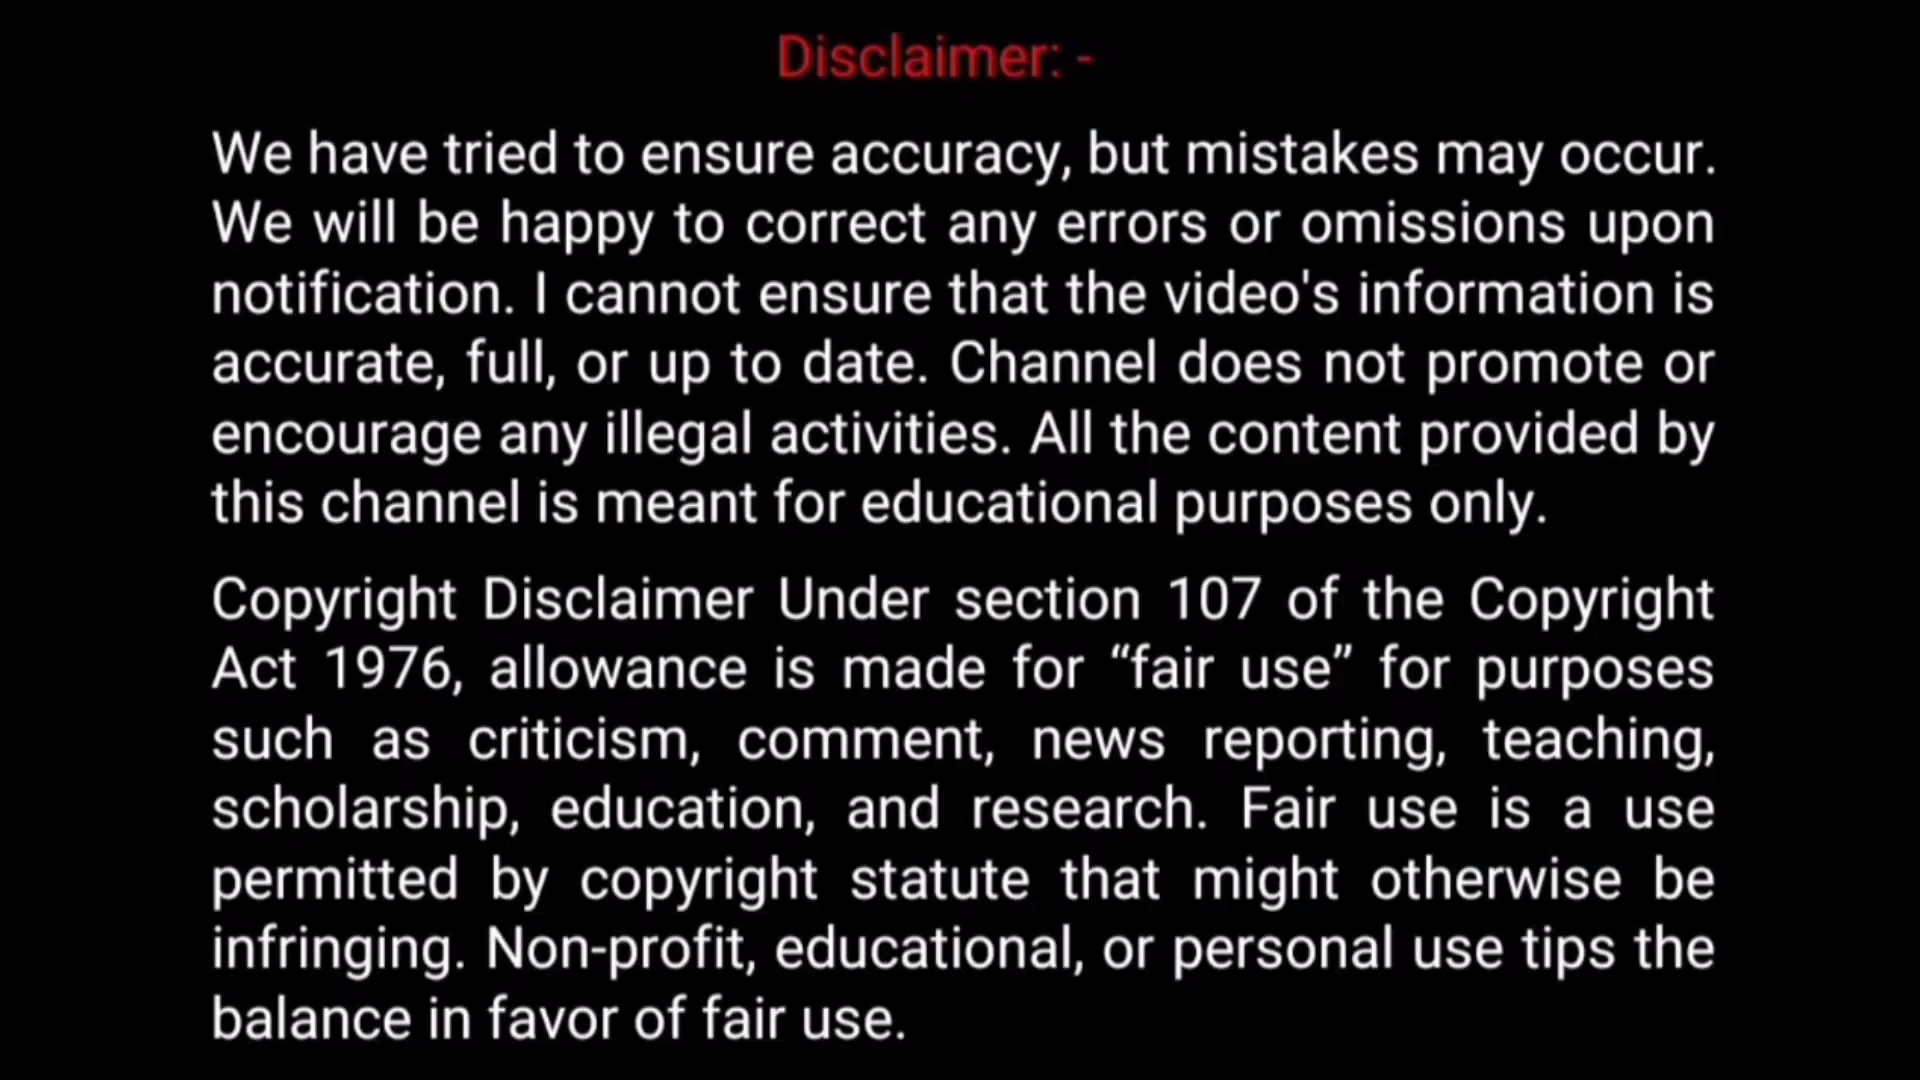 Disclaimer: -
We have tried to ensure accuracy, but mistakes may occur.
We will be happy to correct any errors or omissions upon
notification. I cannot ensure that the video's information is
accurate, full, or up to date. Channel does not promote or
encourage any illegal activities. All the content provided by
this channel is meant for educational purposes only.
Copyright Disclaimer Under section 107 of the Copyright
Act 1976, allowance is made for “fair use” for purposes
such as criticism, comment, news reporting, teaching,
scholarship, education, and research. Fair use is a use
permitted by copyright statute that might otherwise be
infringing. Non-profit, educational, or personal use tips the
balance in favor of fair use.